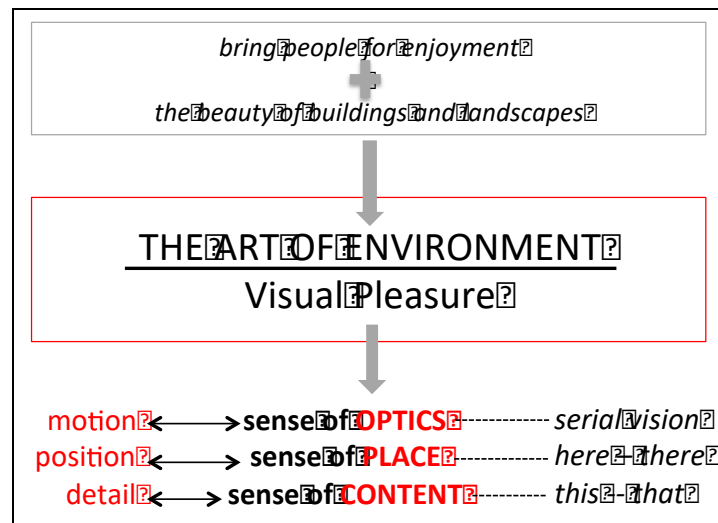 bring people for enjoyment
+
the beauty of buildings and landscapes
THE ART OF ENVIRONMENT
Visual Pleasure
motion sense of OPTICS serial vision
position sense of PLACE here – there
detail sense of CONTENT this - that